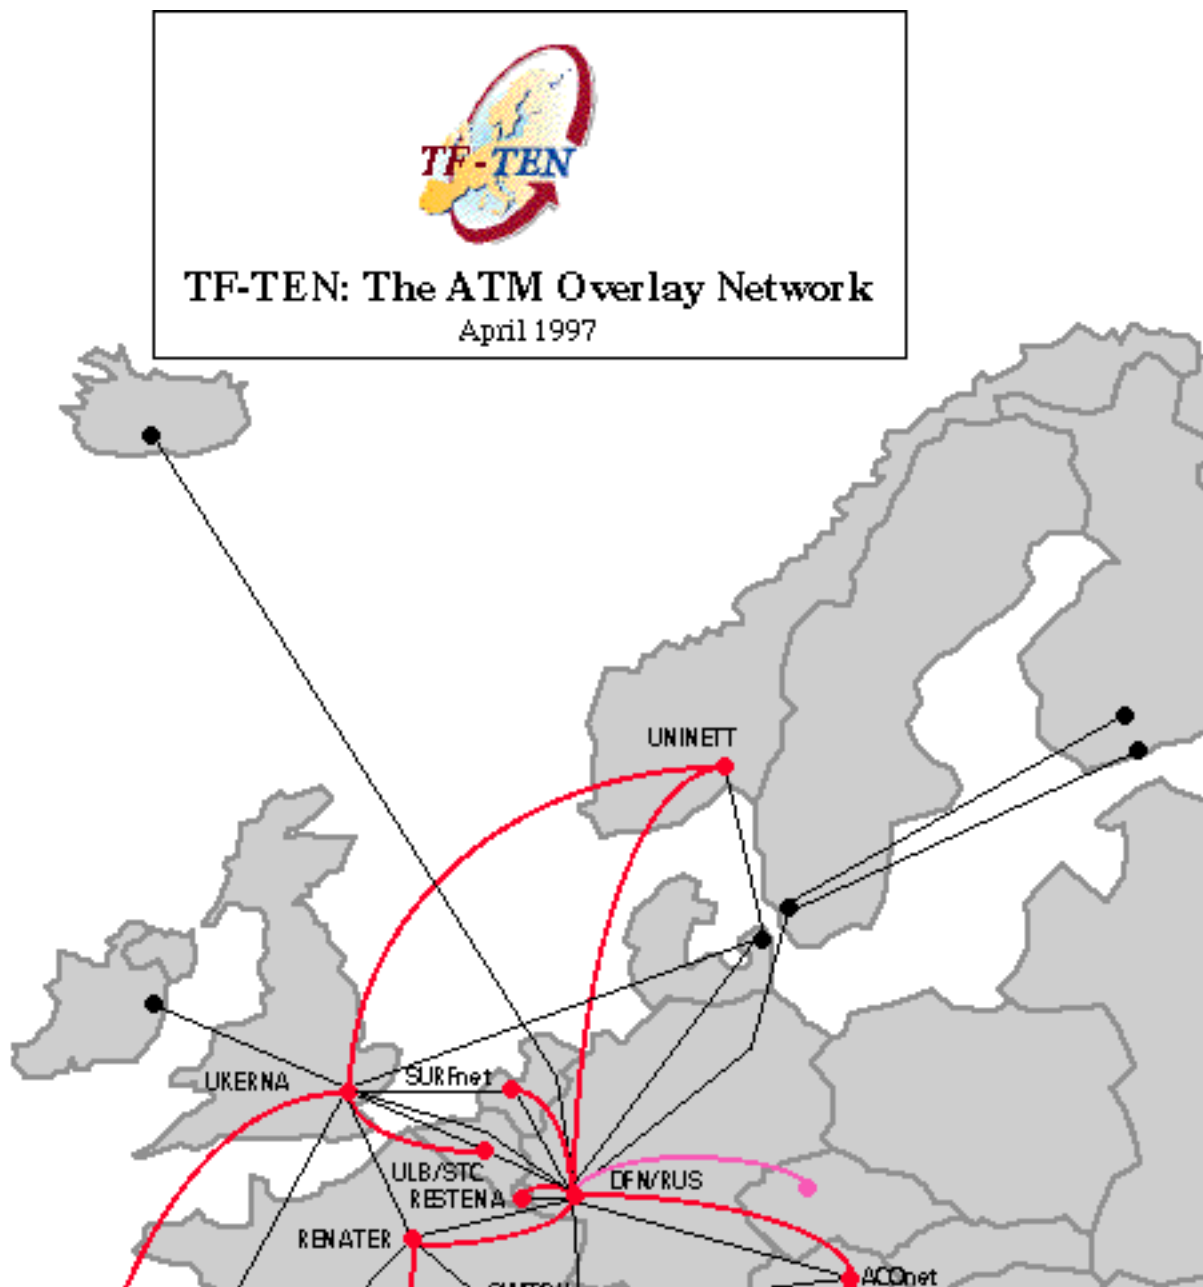 TF-TEN
TF-TEN: The ATM Overlay Network
April 1997
UNINETT
UKERNA
SURFnet
ULB/STC
DFN/RUS
RESTENA
RENATER
ACOnet